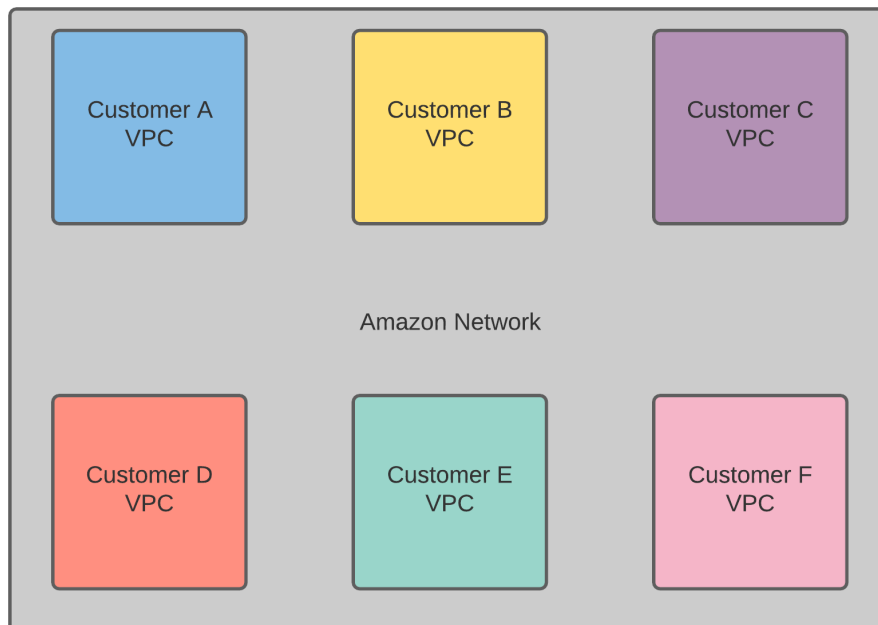 Customer A
VPC
Customer B
VPC
Customer C
VPC
Amazon Network
Customer D
VPC
Customer E
VPC
Customer F
VPC